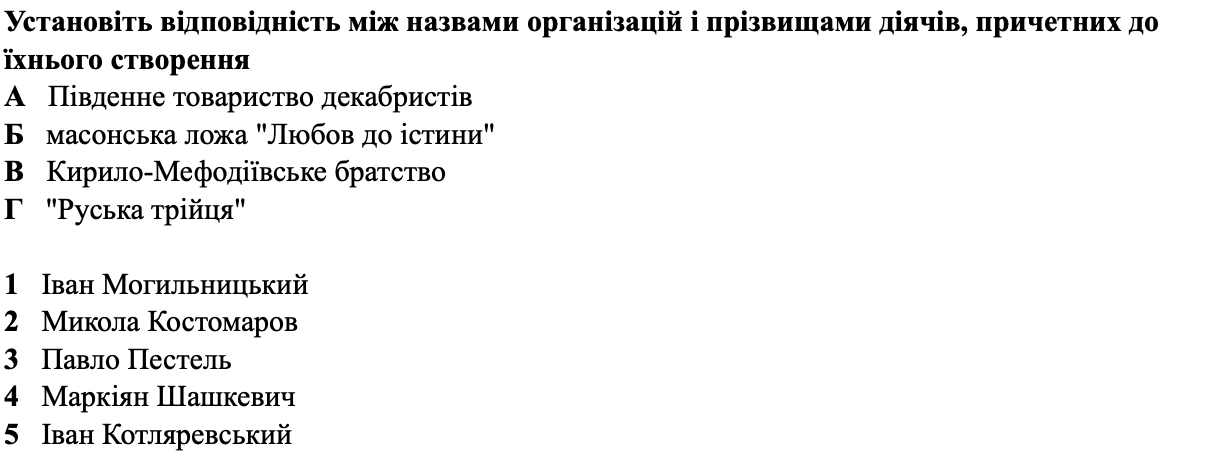 Установіть відповідність між назвами організацій і прізвищами діячів, причетних до
їхнього створення
А Південне товариство декабристів
Б масонська ложа "Любов до істини"
В Кирило-Мефодіївське братство
Г "Руська трійця"
1 Іван Могильницький
2 Микола Костомаров
3 Павло Пестель
4 Маркіян Шашкевич
5 Іван Котляревський